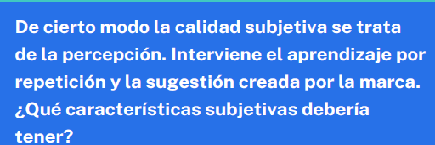 De cierto modo la calidad subjetiva se trata
de la percepción. Interviene el aprendizaje por
repetición y la sugestión creada por la marca.
¿Qué características subjetivas debería
tener?